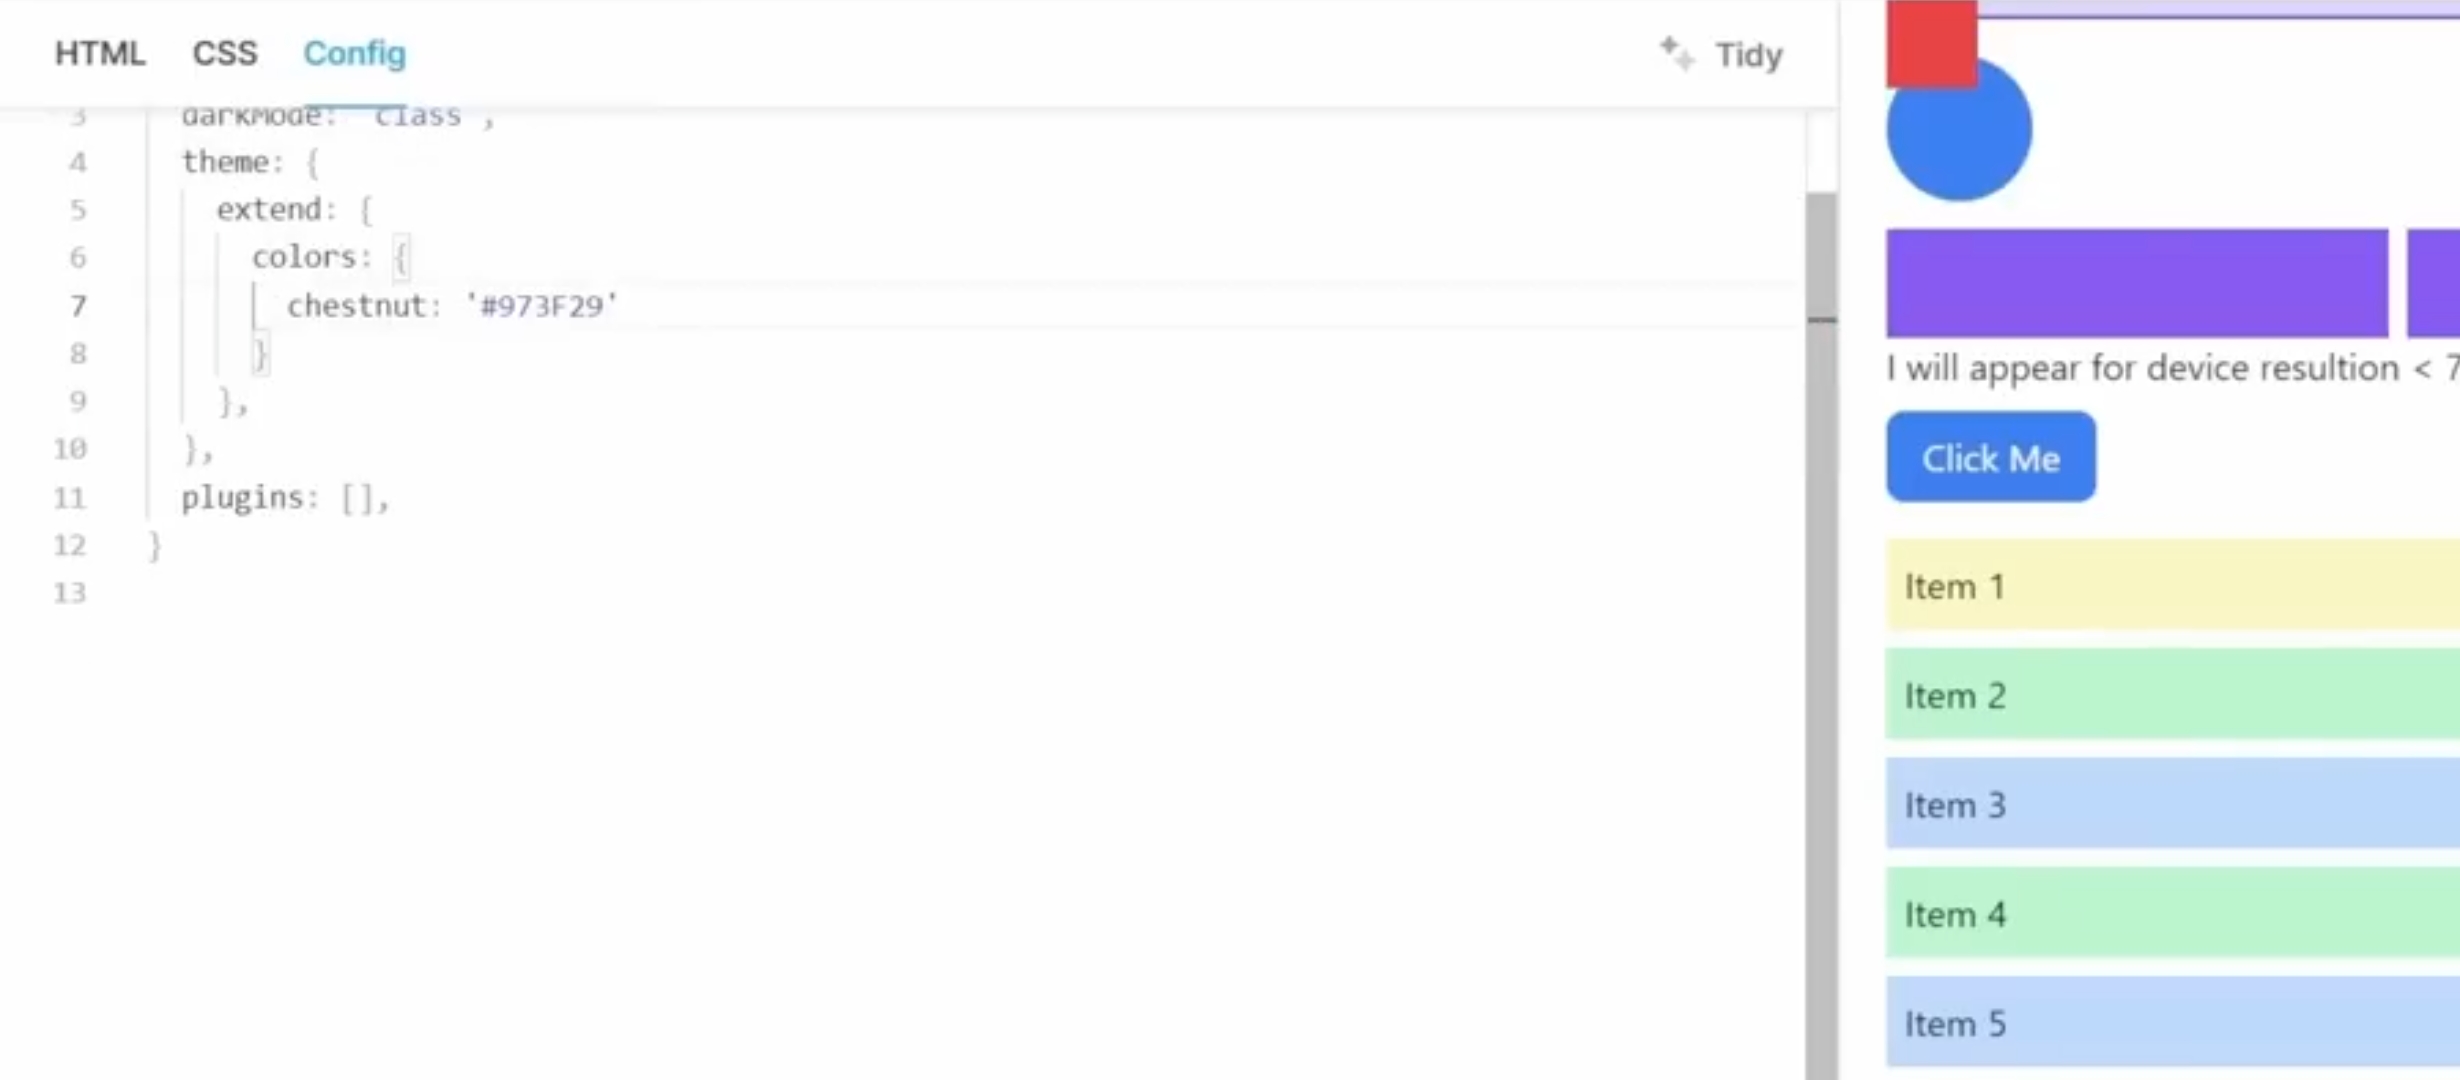 HTML CSS Config Tidy
3 darkMode: 'class',
4 theme: {
5 extend: {
6 colors: {
7 chestnut: '#973F29'
8 }
9 },
10 },
11 plugins: [],
12 }
13
I will appear for device resultion < 7
Click Me
Item 1
Item 2
Item 3
Item 4
Item 5